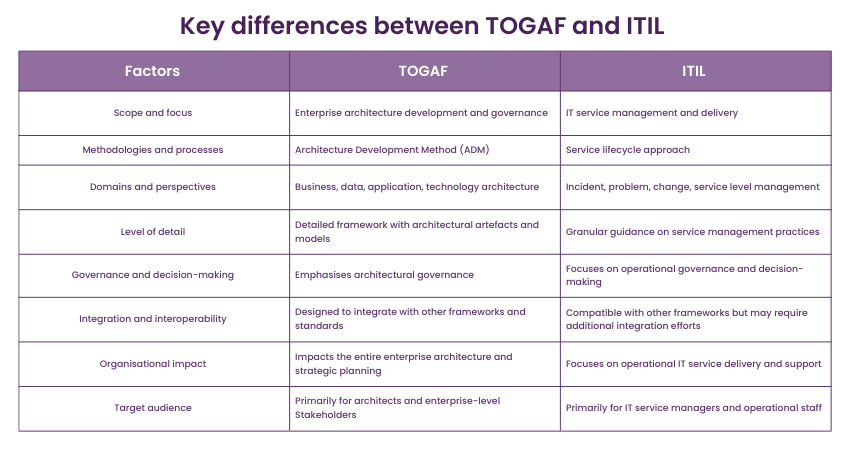 Key differences between TOGAF and ITIL
Factors
TOGAF
ITIL
Scope and focus
Enterprise architecture development and governance
IT service management and delivery
Methodologies and processes
Architecture Development Method (ADM)
Service lifecycle approach
Domains and perspectives
Business, data, application, technology architecture
Incident, problem, change, service level management
Level of detail
Detailed framework with architectural artefacts and
models
Granular guidance on service management practices
Governance and decision-making
Emphasises architectural governance
Focuses on operational governance and decision-
making
Integration and interoperability
Designed to integrate with other frameworks and
standards
Compatible with other frameworks but may require
additional integration efforts
Organisational impact
Impacts the entire enterprise architecture and
strategic planning
Focuses on operational IT service delivery and support
Target audience
Primarily for architects and enterprise-level
Stakeholders
Primarily for IT service managers and operational staff